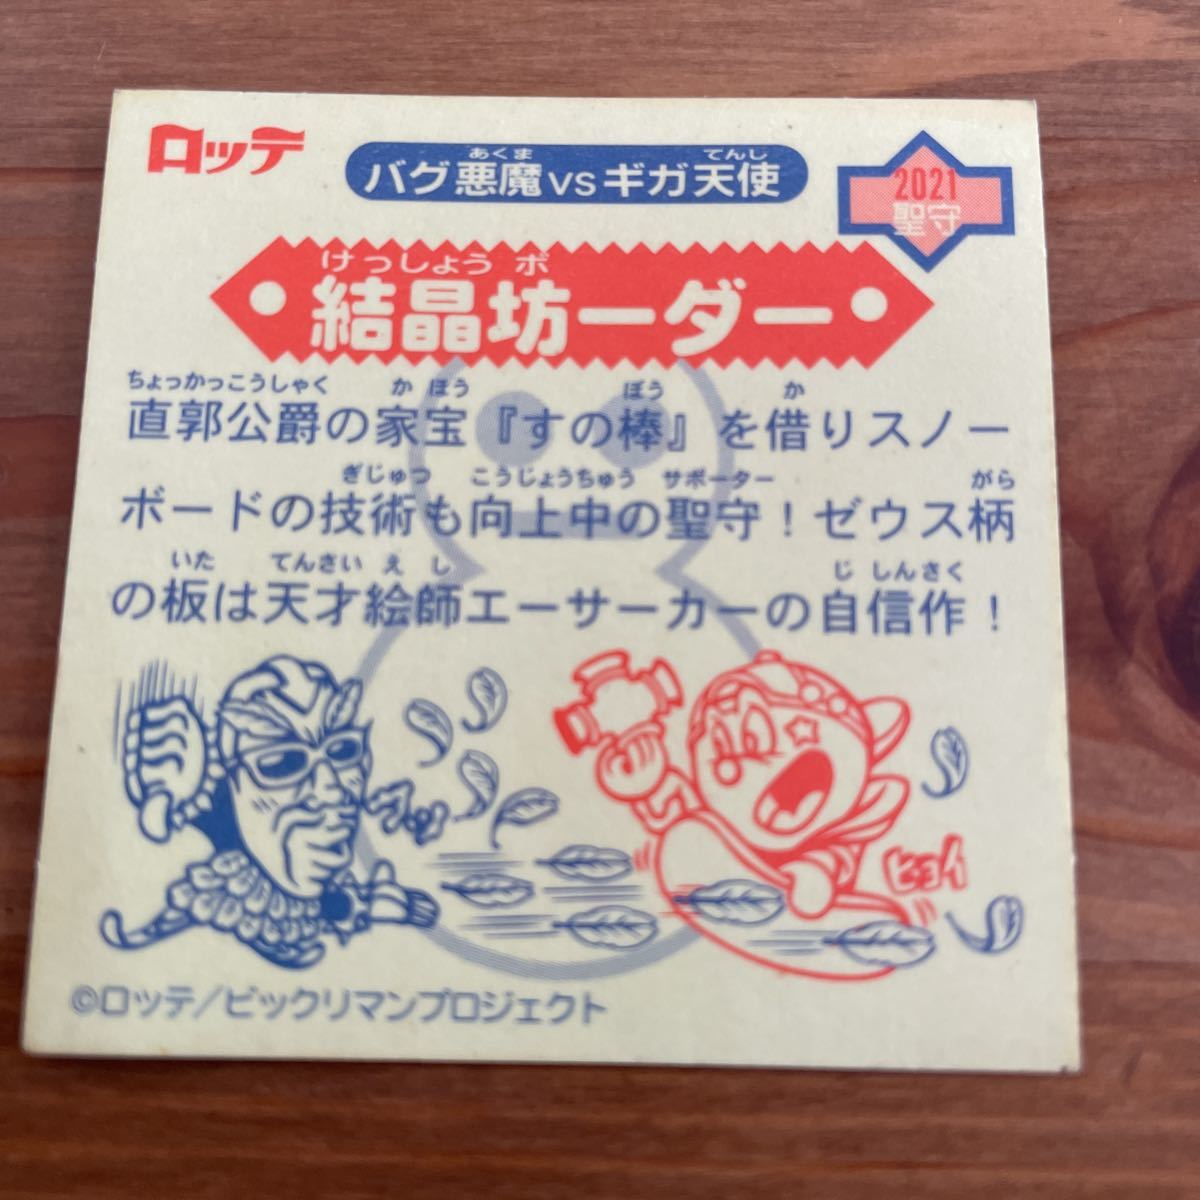 ロッテ
あくま てんし
バグ悪魔vsギガ天使
2021
聖守
けっしょう ボ
結晶坊ーダー
ちょっかっこうしゃく か ほう ぼう か
直郭公爵の家宝『すの棒』を借りスノー
ぎじゅつ こうじょうちゅう サポーター がら
ボードの技術も向上中の聖守！ゼウス柄
いた てんさい え し じ しんさく
の板は天才絵師エーサーカーの自信作！
アッ
ヒョイ
©ロッテ/ビックリマンプロジェクト